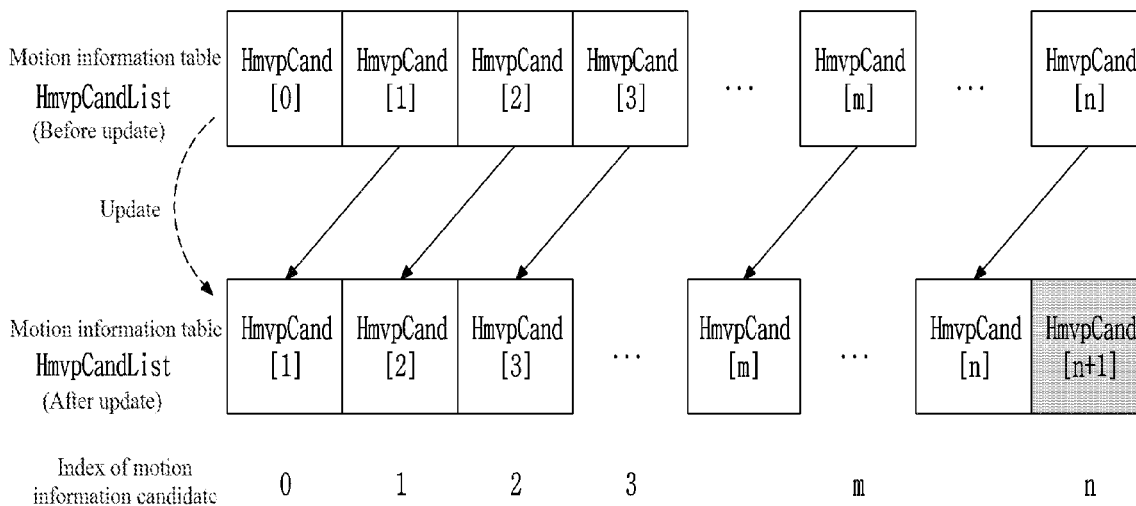 Motion information table
HmvpCandList
(Before update)
HmvpCand
[0]
HmvpCand
[1]
HmvpCand
[2]
HmvpCand
[3]
...
HmvpCand
[m]
...
HmvpCand
[n]
Update
Motion information table
HmvpCandList
(After update)
HmvpCand
[1]
HmvpCand
[2]
HmvpCand
[3]
...
HmvpCand
[m]
...
HmvpCand
[n]
HmvpCand
[n+1]
Index of motion
information candidate
0 1 2 3 m n